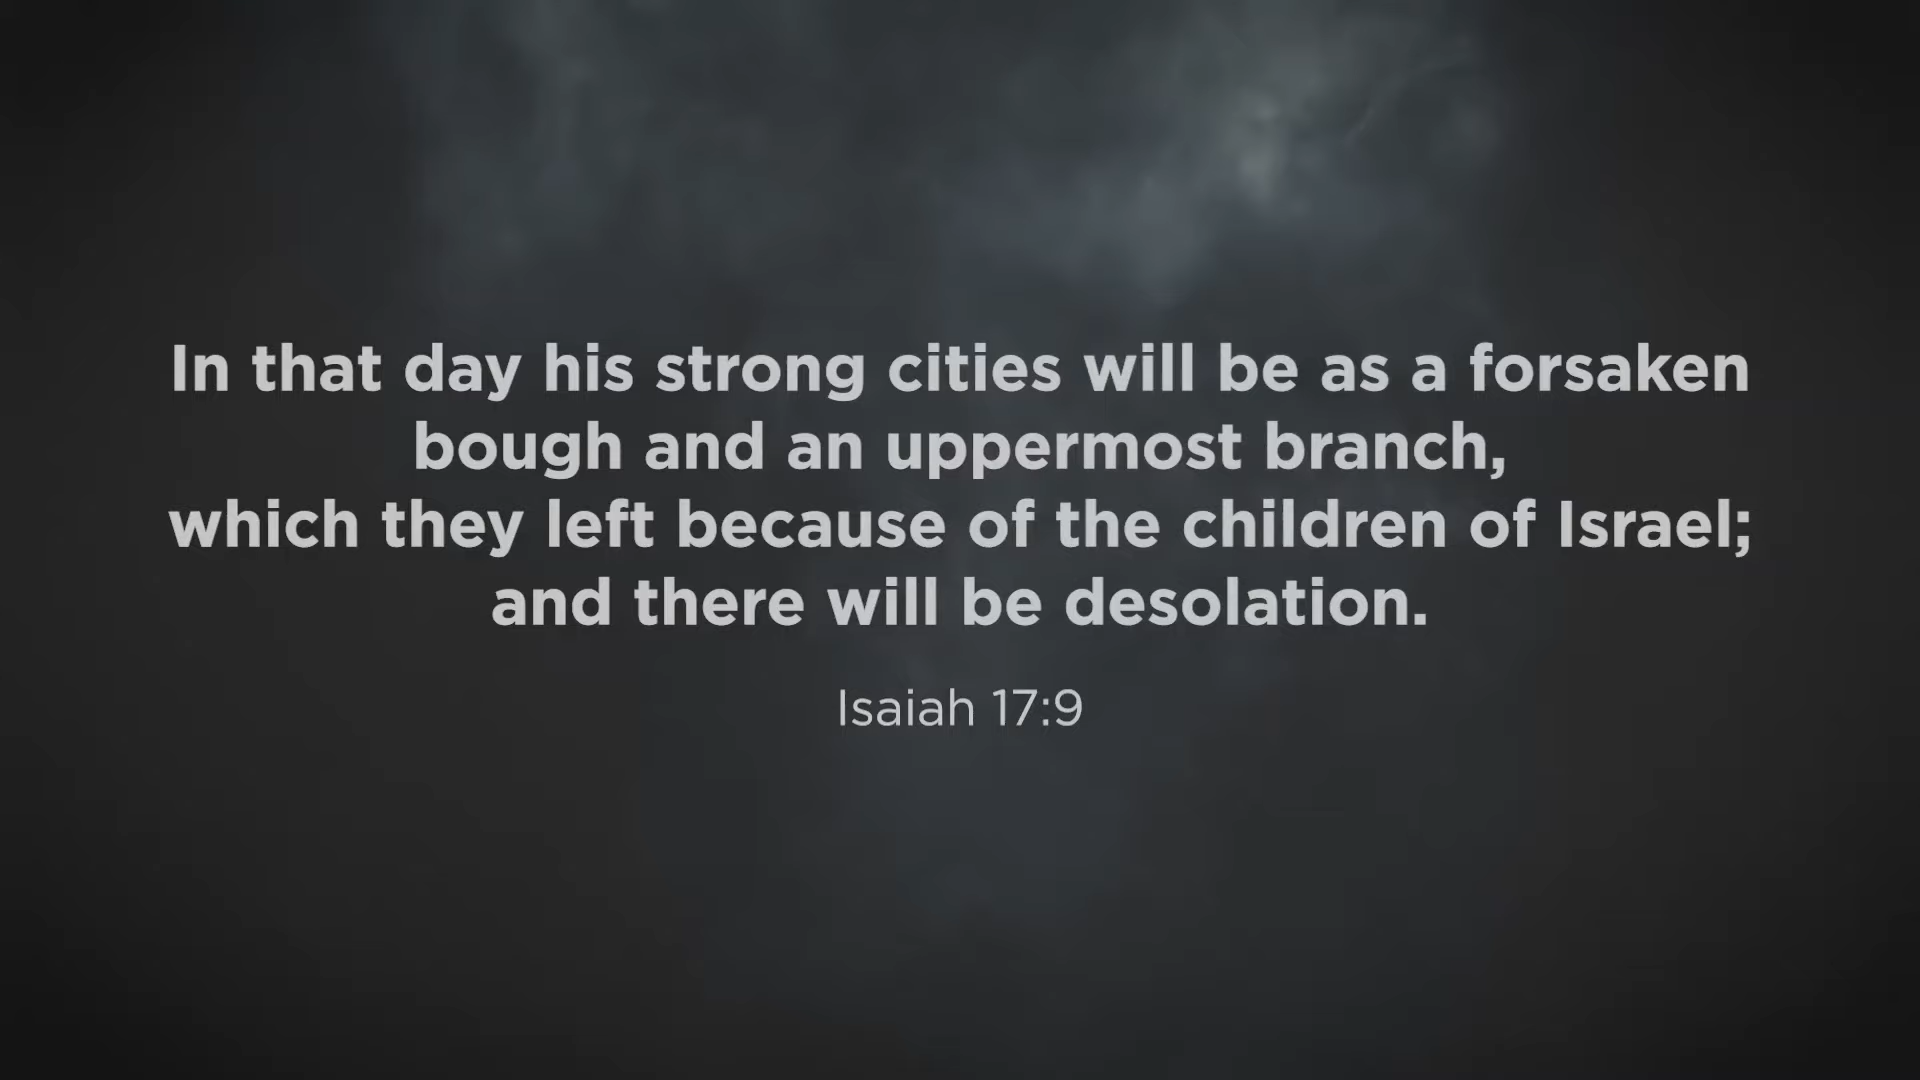 In that day his strong cities will be as a forsaken
bough and an uppermost branch,
which they left because of the children of Israel;
and there will be desolation.
Isaiah 17:9